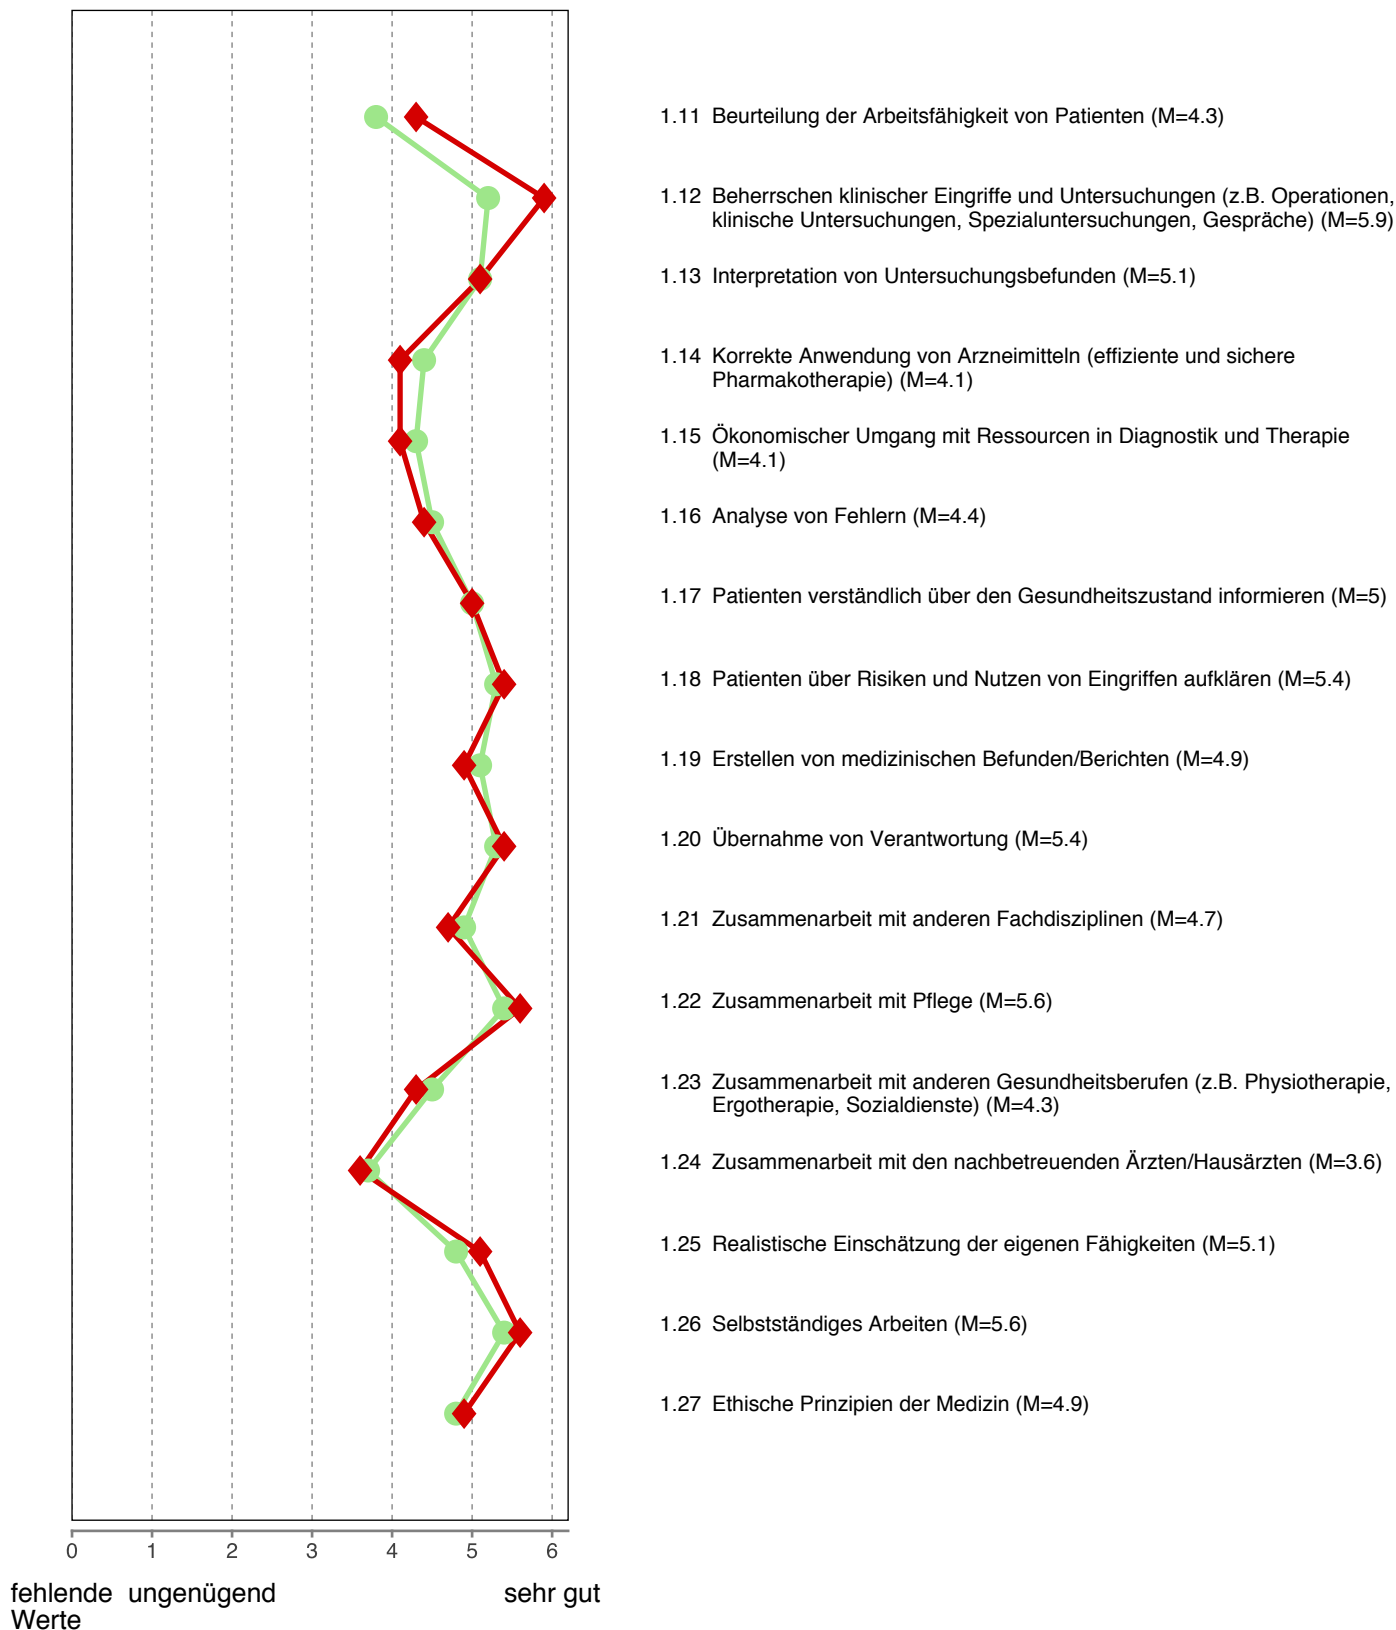 1.11 Beurteilung der Arbeitsfähigkeit von Patienten (M=4.3)
1.12 Beherrschen klinischer Eingriffe und Untersuchungen (z.B. Operationen,
klinische Untersuchungen, Spezialuntersuchungen, Gespräche) (M=5.9)
1.13 Interpretation von Untersuchungsbefunden (M=5.1)
1.14 Korrekte Anwendung von Arzneimitteln (effiziente und sichere
Pharmakotherapie) (M=4.1)
1.15 Ökonomischer Umgang mit Ressourcen in Diagnostik und Therapie
(M=4.1)
1.16 Analyse von Fehlern (M=4.4)
1.17 Patienten verständlich über den Gesundheitszustand informieren (M=5)
1.18 Patienten über Risiken und Nutzen von Eingriffen aufklären (M=5.4)
1.19 Erstellen von medizinischen Befunden/Berichten (M=4.9)
1.20 Übernahme von Verantwortung (M=5.4)
1.21 Zusammenarbeit mit anderen Fachdisziplinen (M=4.7)
1.22 Zusammenarbeit mit Pflege (M=5.6)
1.23 Zusammenarbeit mit anderen Gesundheitsberufen (z.B. Physiotherapie,
Ergotherapie, Sozialdienste) (M=4.3)
1.24 Zusammenarbeit mit den nachbetreuenden Ärzten/Hausärzten (M=3.6)
1.25 Realistische Einschätzung der eigenen Fähigkeiten (M=5.1)
1.26 Selbstständiges Arbeiten (M=5.6)
1.27 Ethische Prinzipien der Medizin (M=4.9)
0 1 2 3 4 5 6
fehlende ungenügend sehr gut
Werte